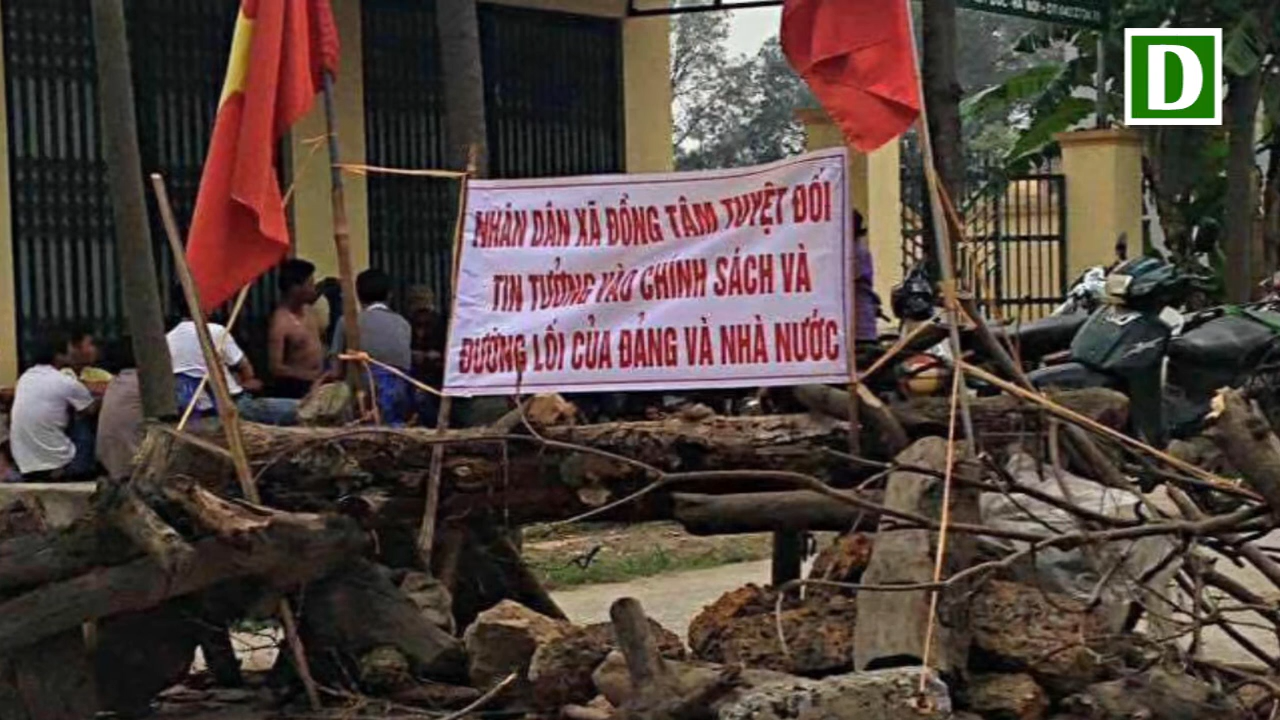 D
NHÂN DÂN XÃ ĐỒNG TÂM TUYỆT ĐỐI
TIN TƯỞNG VÀO CHÍNH SÁCH VÀ
ĐƯỜNG LỐI CỦA ĐẢNG VÀ NHÀ NƯỚC